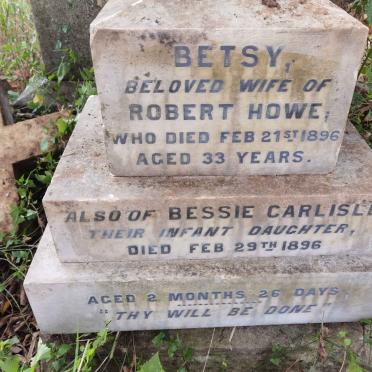 BETSY,
BELOVED WIFE OF
ROBERT HOWE,
WHO DIED FEB 21ST 1896
AGED 33 YEARS.
ALSO OF BESSIE CARLISLE
THEIR INFANT DAUGHTER,
DIED FEB 29TH 1896
AGED 2 MONTHS 26 DAYS
"THY WILL BE DONE"